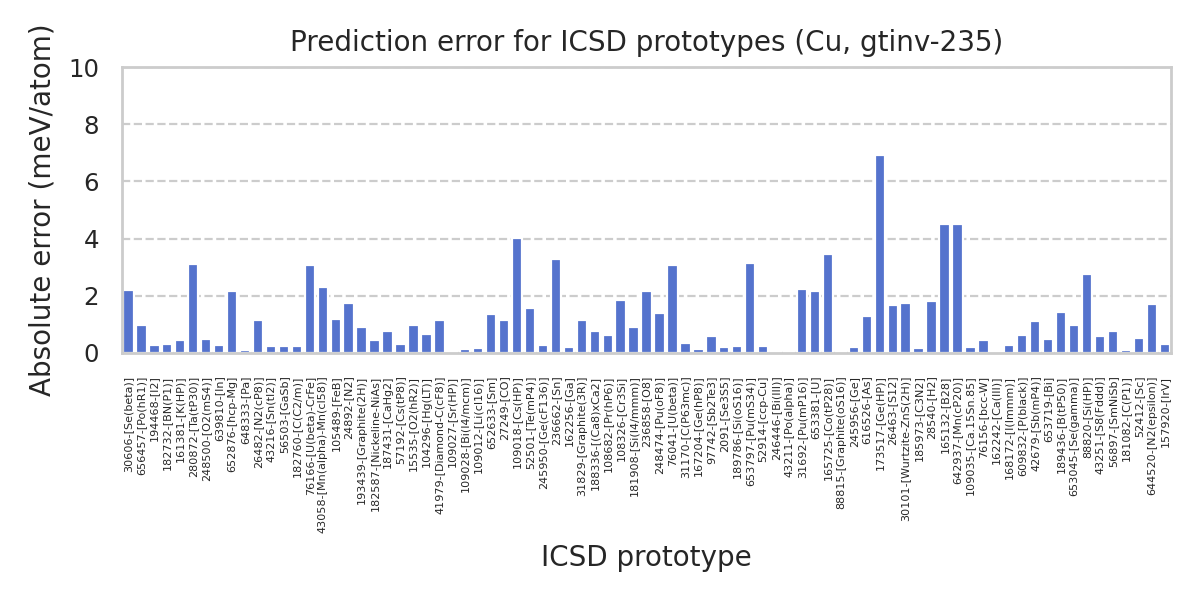 Prediction error for ICSD prototypes (Cu, gtinv-235)
Absolute error (meV/atom)
10
8
6
4
2
0
30606-[Se(beta)]
656457-[Po(hR1)]
194468-[I2]
182732-[BN(P1)]
161381-[K(HP)]
280872-[Ta(tP30)]
248500-[O2(mS4)]
639810-[In]
652876-[hcp-Mg]
648333-[Pa]
26482-[N2(cP8)]
43216-[Sn(tI2)]
56503-[GaSb]
182760-[C(C2/m)]
76166-[U(beta)-CrFe]
43058-[Mn(alpha)-Mn(cI58)]
1054899-[FeB]
24892-[N2]
193439-[Graphite(2H)]
182587-[Nickeline-NiAs]
187431-[CaHg2]
57192-[Cs(tP8)]
15535-[O2(hR2)]
104296-[Hg(LT)]
41979-[Diamond-C(cF8)]
109027-[Sr(HP)]
109028-[Bi(I4/mcm)]
109012-[Li(cI16)]
652633-[Sm]
27249-[CO]
109018-[Cs(HP)]
52501-[Te(mP4)]
245950-[Ge(cF136)]
236662-[Sn]
162256-[Ga]
31829-[Graphite(3R)]
188336-[(Ca8)xCa2]
108682-[Pr(hP6)]
108326-[Cr3Si]
181908-[Si(I4/mmm)]
236858-[O8]
248474-[Pu(oF8)]
76041-[U(beta)]
31170-[C(P63mc)]
167204-[Ge(hP8)]
97742-[Sb2Te3]
2091-[Se3S5]
189786-[Si(oS16)]
653797-[Pu(mS34)]
52914-[ccp-Cu]
246446-[Bi(III)]
43211-[Po(alpha)]
31692-[Pu(mP16)]
653381-[U]
165725-[Co(tP28)]
88815-[Graphite(oS16)]
245956-[Ge]
616526-[As]
173517-[Ge(HP)]
26463-[S12]
30101-[Wurtzite-ZnS(2H)]
185973-[C3N2]
28540-[H2]
165132-[B28]
642937-[Mn(cP20)]
109035-[Ca.15Sn.85]
76156-[bcc-W]
162242-[Ca(III)]
168172-[I(Immm)]
609832-[P(black)]
42679-[Sb(mP4)]
653719-[Bi]
189436-[B(tP50)]
653045-[Se(gamma)]
88820-[Si(HP)]
43251-[S8(Fddd)]
56897-[SmNiSb]
181082-[C(P1)]
52412-[Sc]
644520-[N2(epsilon)]
157920-[IrV]
ICSD prototype